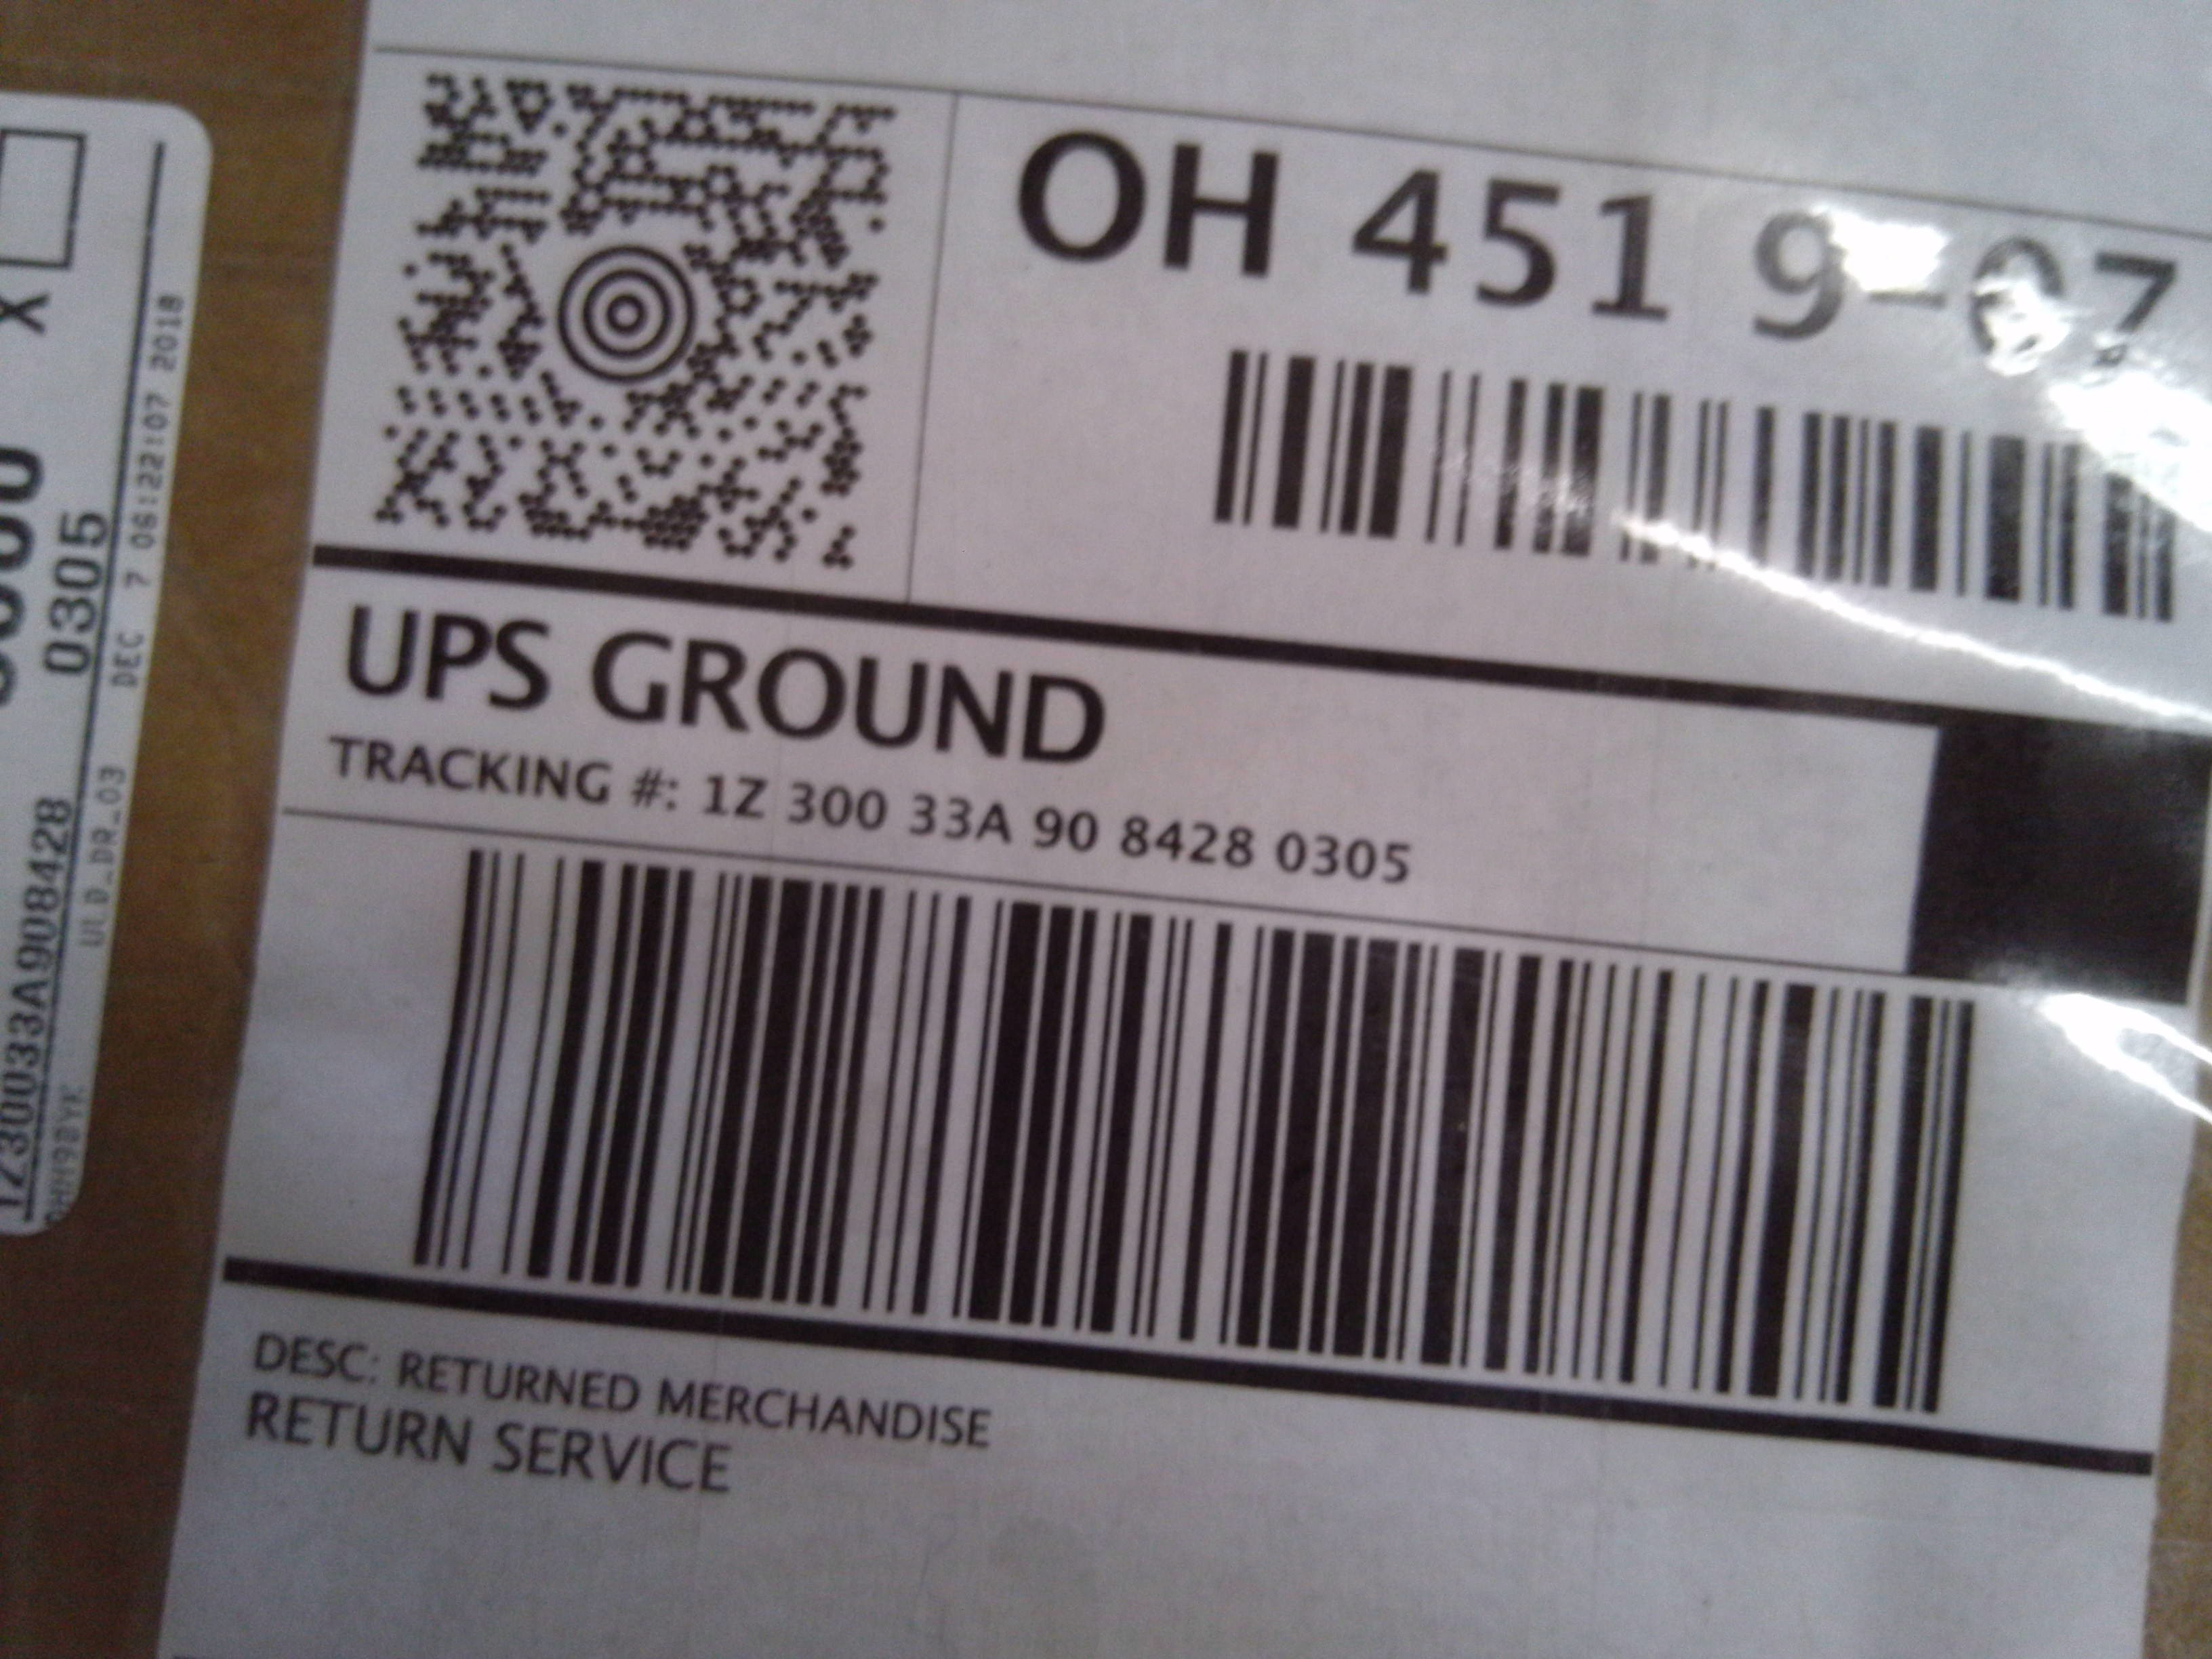 OH 451 9-07
UPS GROUND
TRACKING #: 1Z 300 33A 90 8428 0305
DESC: RETURNED MERCHANDISE
RETURN SERVICE
X
0305
1Z30033A908428
ULD_DR_03 DEC 7 06:22:07 2018